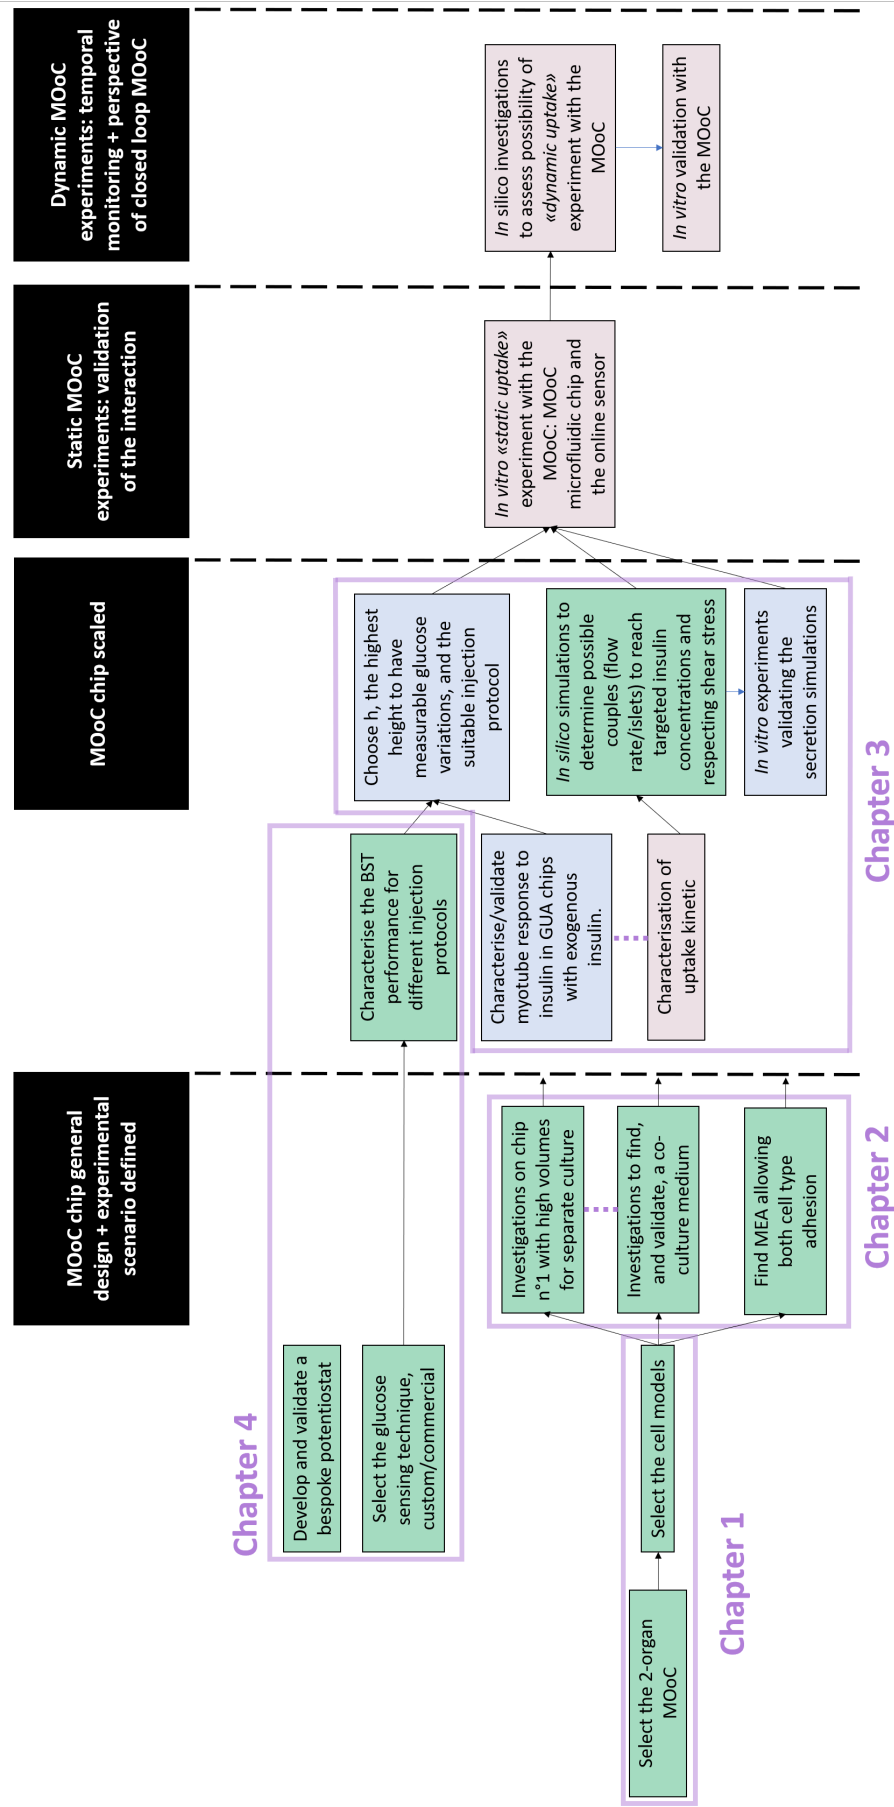 MOoC chip general
design + experimental
scenario defined
MOoC chip scaled
Static MOoC
experiments: validation
of the interaction
Dynamic MOoC
experiments: temporal
monitoring + perspective
of closed loop MOoC
Chapter 4
Develop and validate a
bespoke potentiostat
Select the glucose
sensing technique,
custom/commercial
Characterise the BST
performance for
different injection
protocols
Chapter 1
Select the 2-organ
MOoC
Select the cell models
Chapter 2
Investigations on chip
n°1 with high volumes
for separate culture
Investigations to find,
and validate, a co-
culture medium
Find MEA allowing
both cell type
adhesion
Chapter 3
Characterise/validate
myotube response to
insulin in GUA chips
with exogenous
insulin.
Characterisation of
uptake kinetic
Choose h, the highest
height to have
measurable glucose
variations, and the
suitable injection
protocol
In silico simulations to
determine possible
couples (flow
rate/islets) to reach
targeted insulin
concentrations and
respecting shear stress
In vitro experiments
validating the
secretion simulations
In vitro «static uptake»
experiment with the
MOoC: MOoC
microfluidic chip and
the online sensor
In silico investigations
to assess possibility of
«dynamic uptake»
experiment with the
MOoC
In vitro validation with
the MOoC